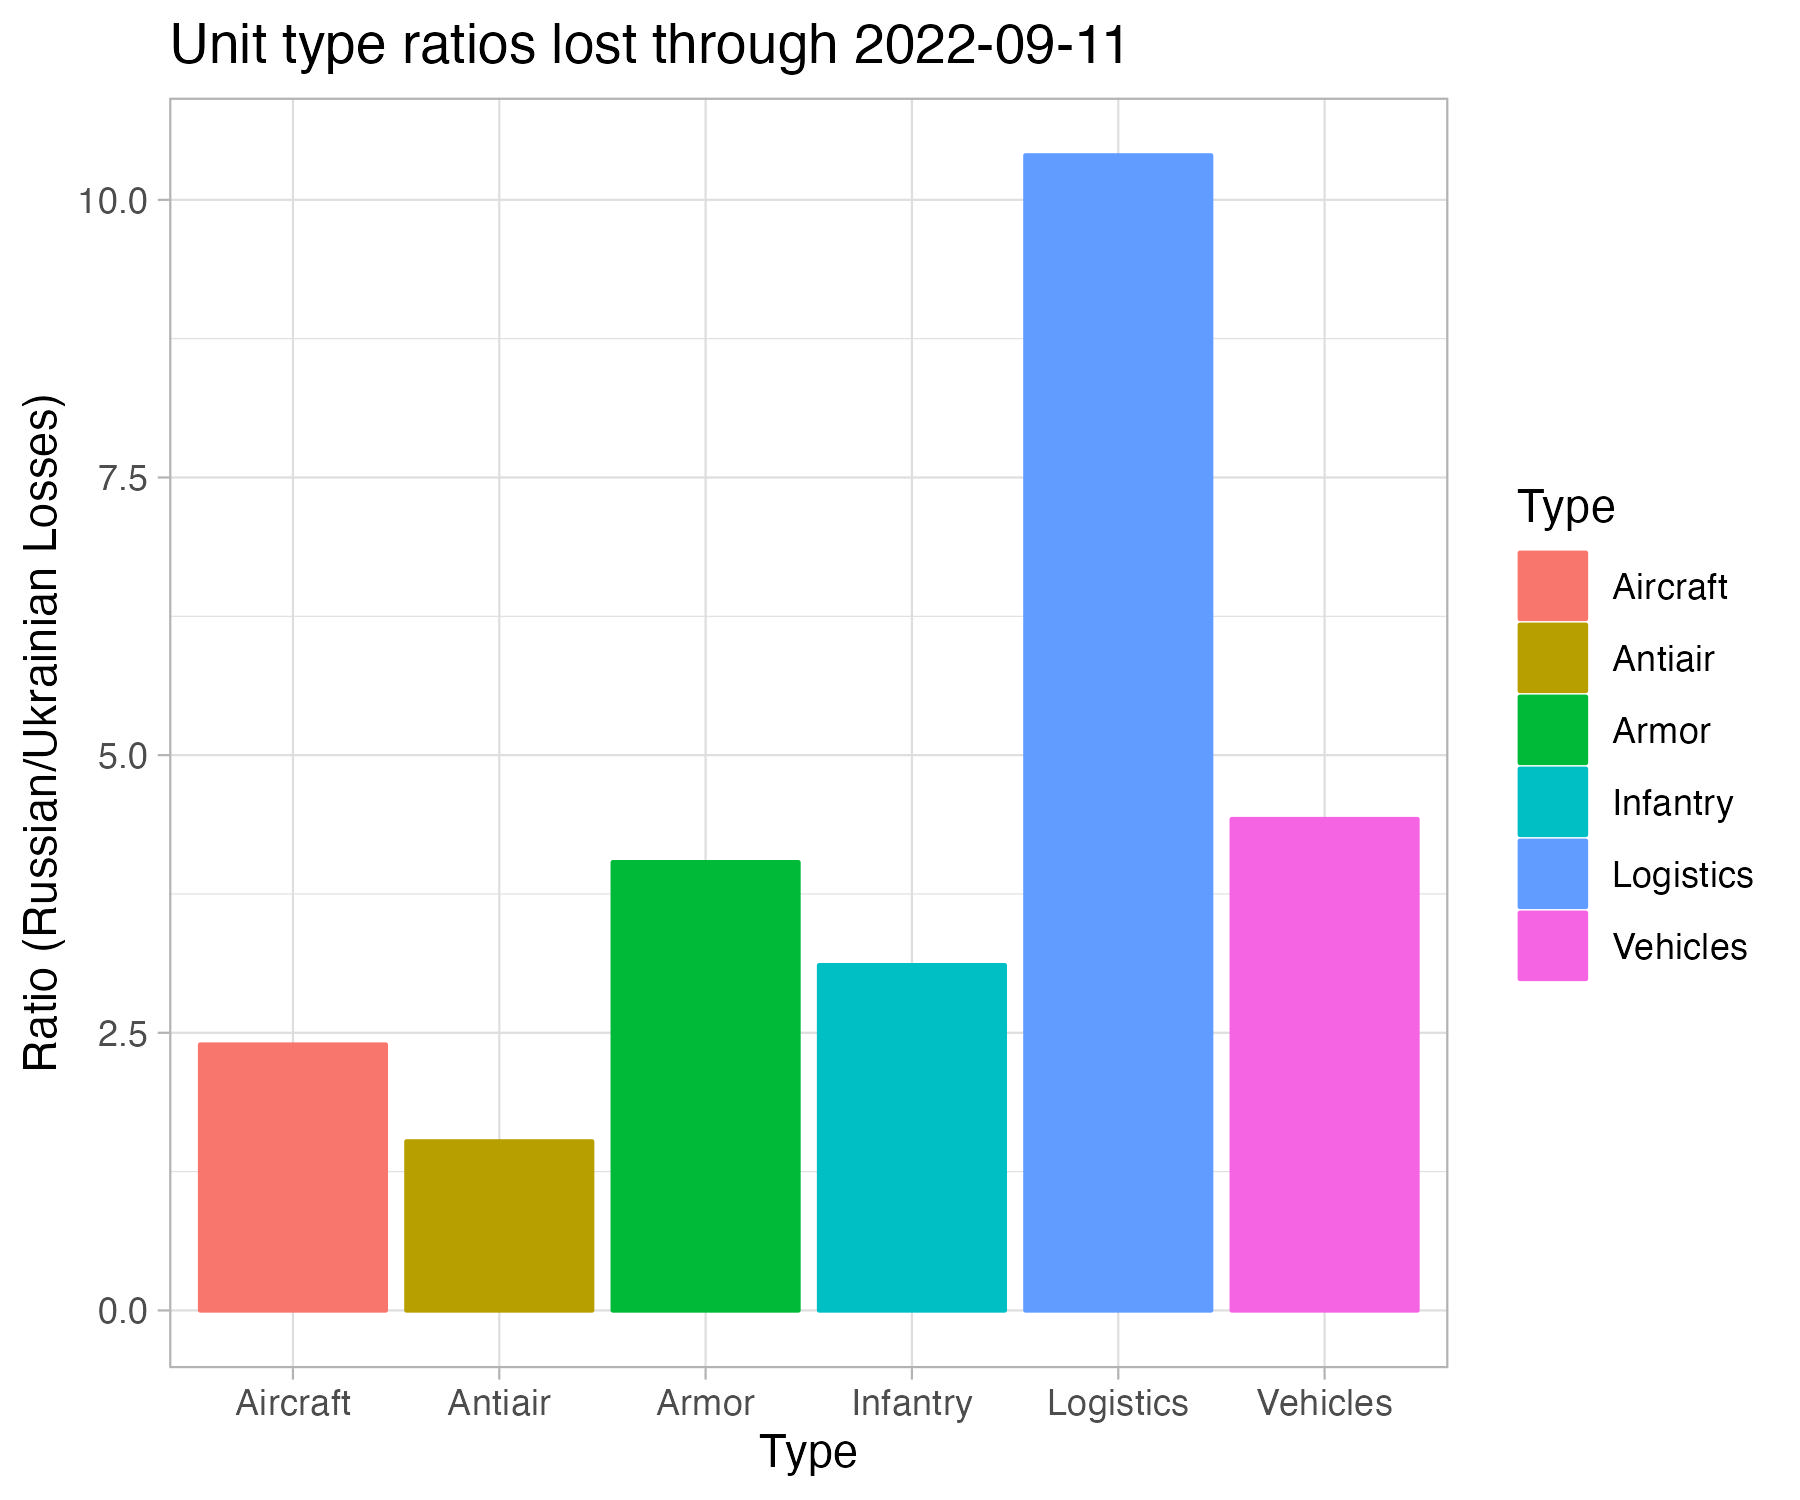 Unit type ratios lost through 2022-09-11
Ratio (Russian/Ukrainian Losses)
10.0
7.5
5.0
2.5
0.0
Aircraft
Antiair
Armor
Infantry
Logistics
Vehicles
Type
Type
Aircraft
Antiair
Armor
Infantry
Logistics
Vehicles